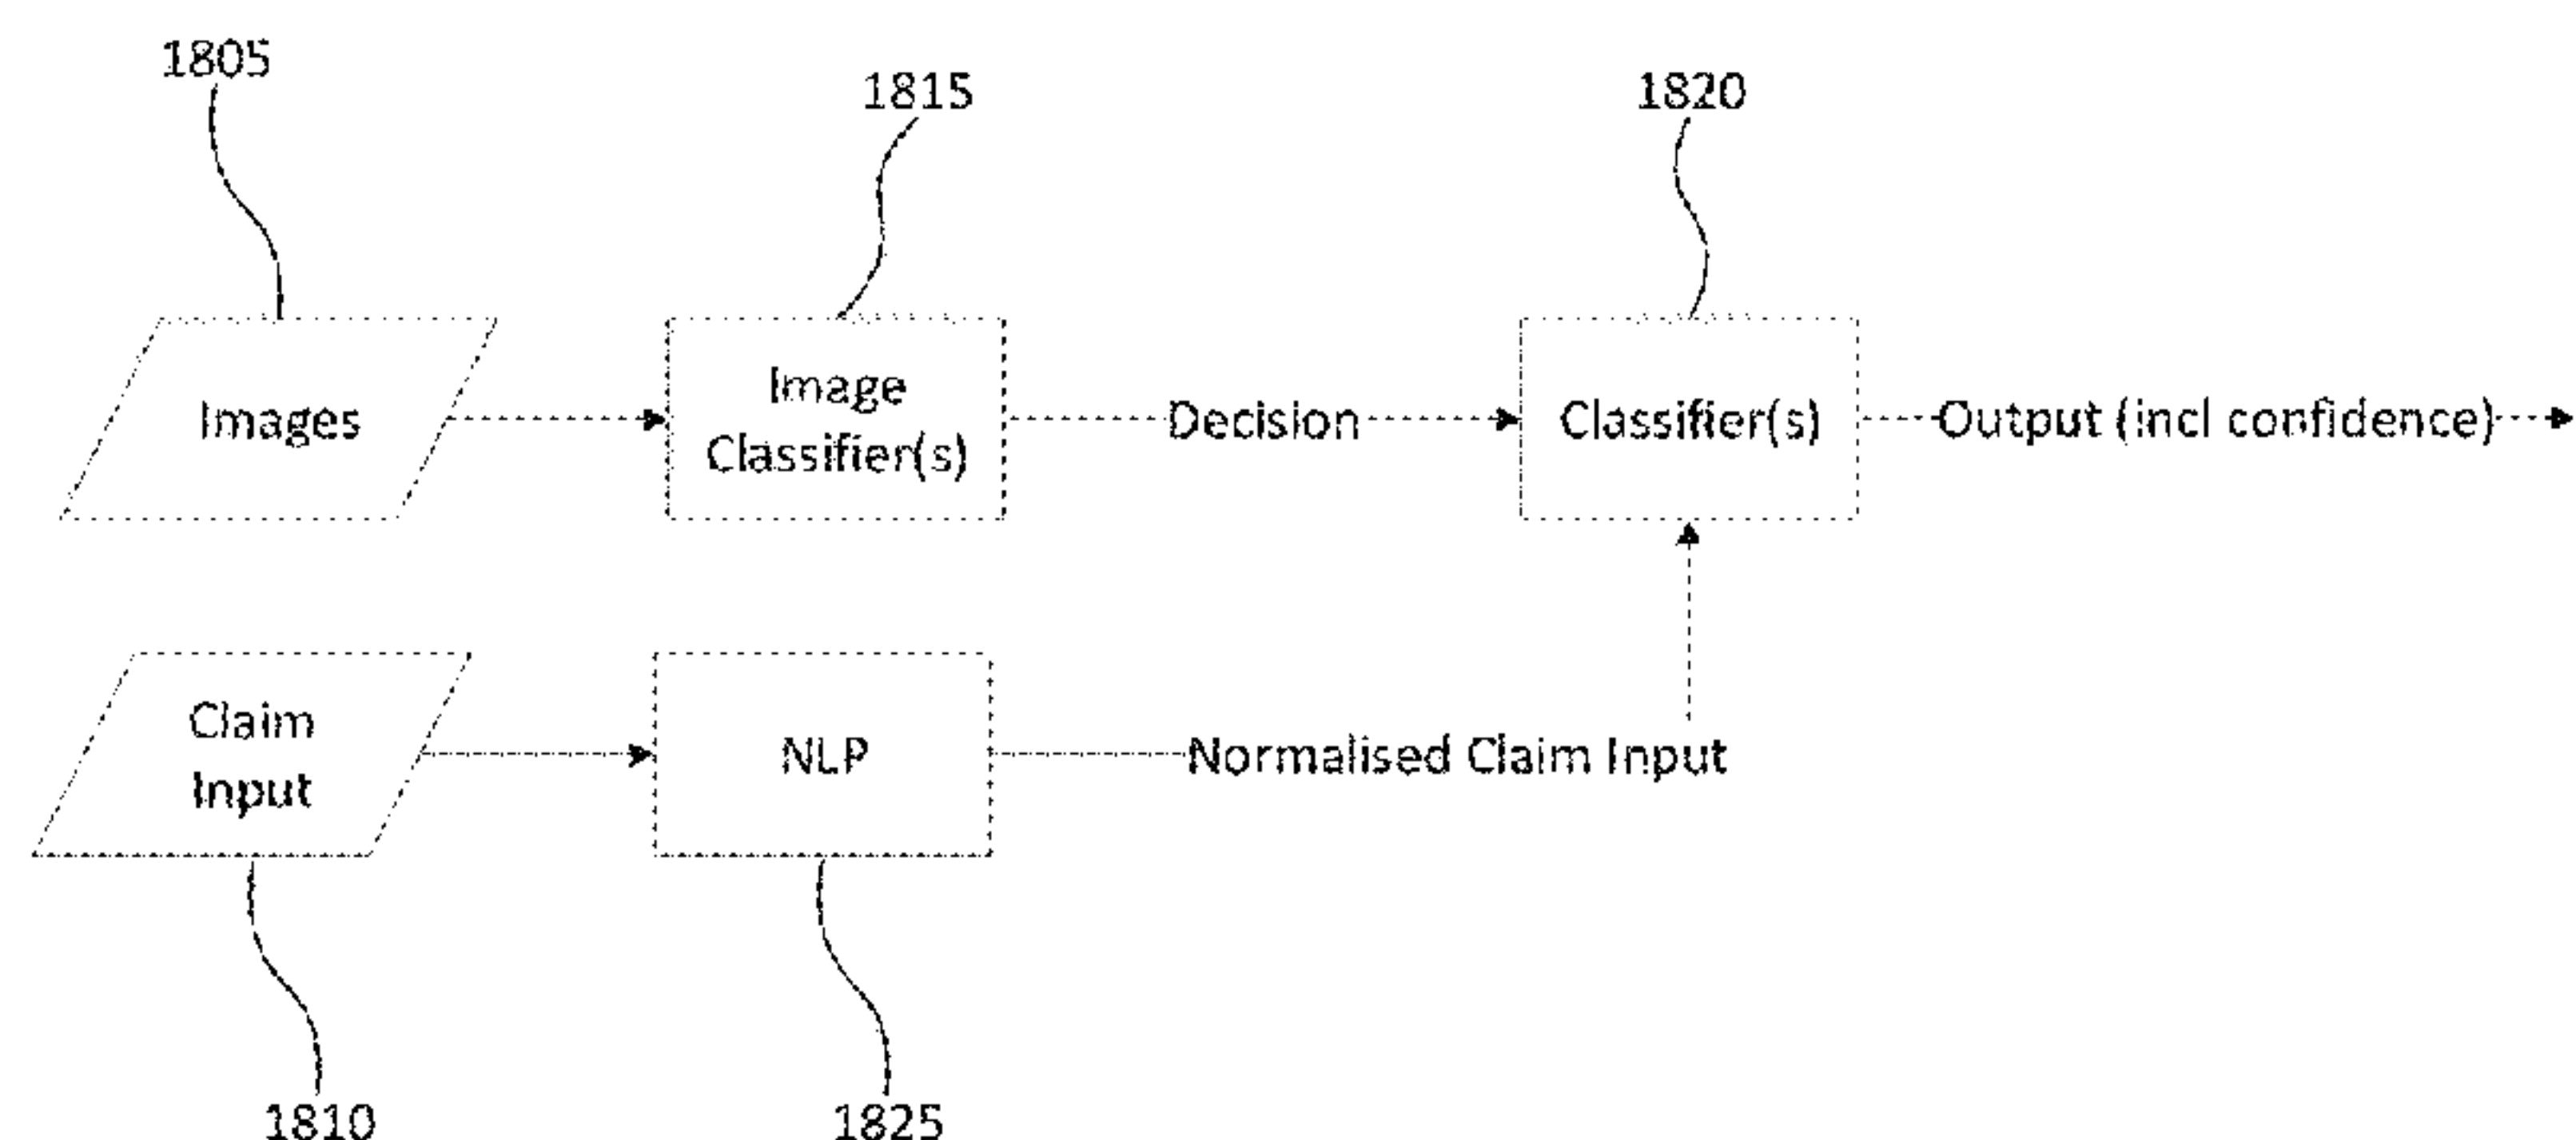 1805
1815
1820
Images
Image
Classifier(s)
Decision
Classifier(s)
Output (incl confidence)
Claim
Input
NLP
Normalised Claim Input
1810
1825